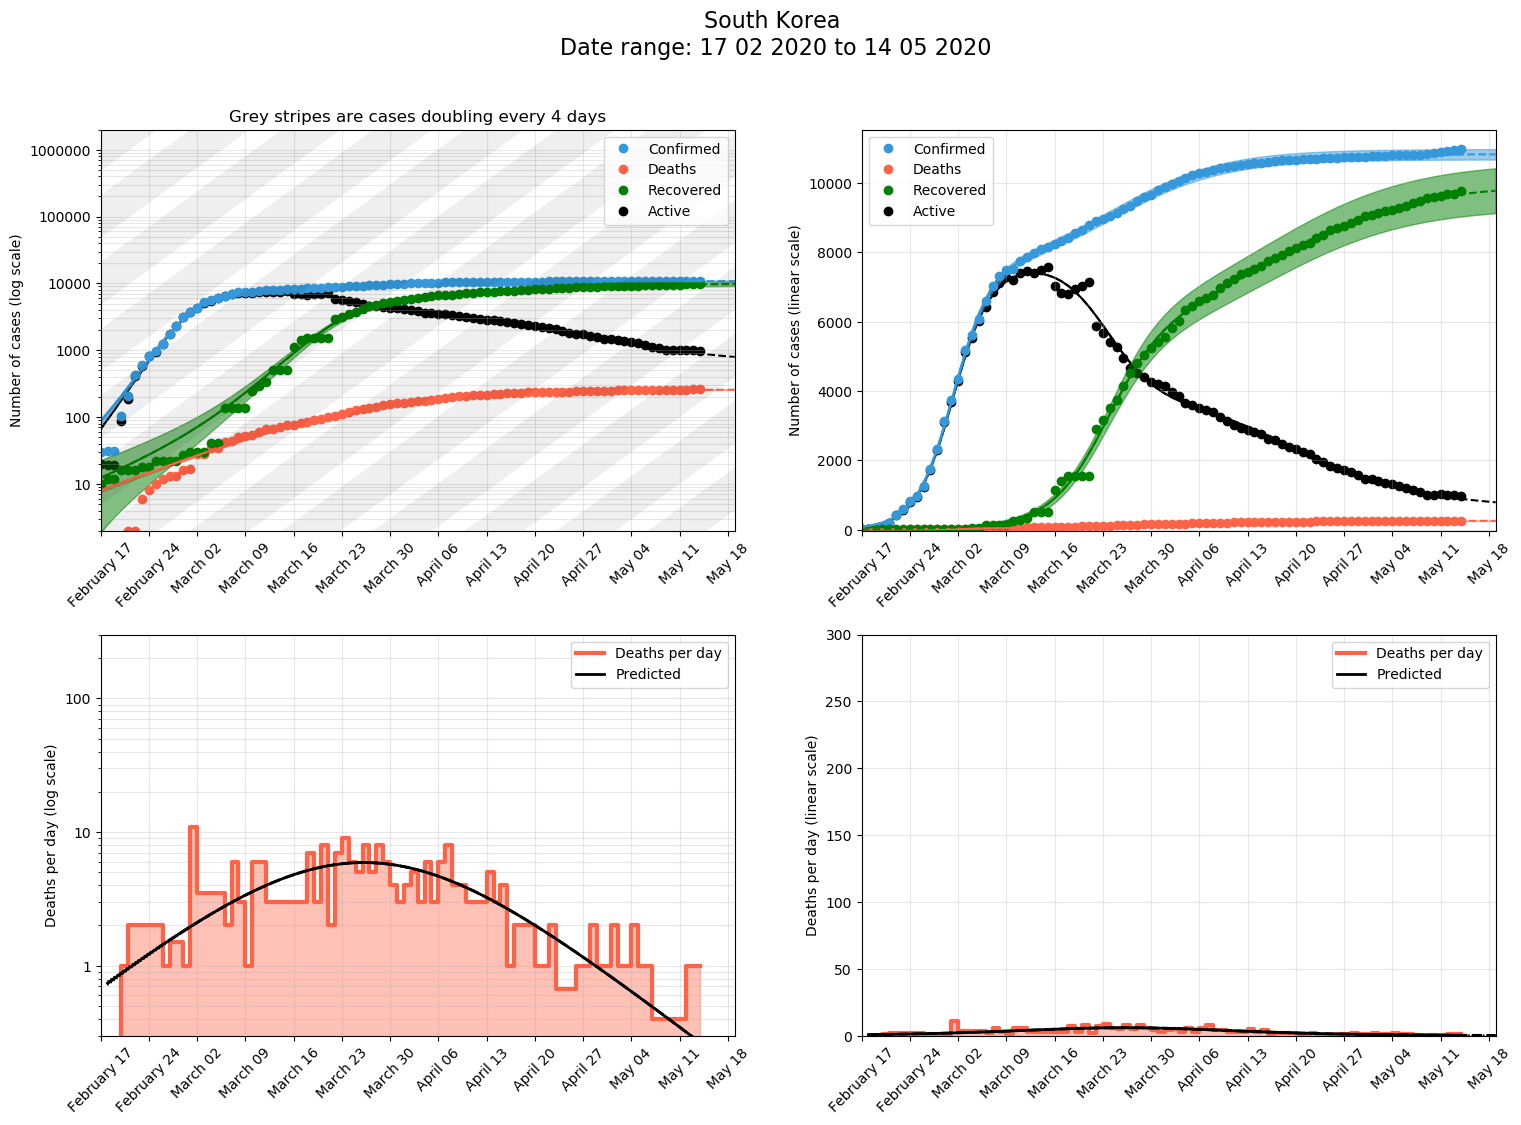 South Korea
Date range: 17 02 2020 to 14 05 2020
Grey stripes are cases doubling every 4 days
Number of cases (log scale)
1000000
100000
10000
1000
100
10
Confirmed
Deaths
Recovered
Active
February 17
February 24
March 02
March 09
March 16
March 23
March 30
April 06
April 13
April 20
April 27
May 04
May 11
May 18
Number of cases (linear scale)
10000
8000
6000
4000
2000
0
Confirmed
Deaths
Recovered
Active
February 17
February 24
March 02
March 09
March 16
March 23
March 30
April 06
April 13
April 20
April 27
May 04
May 11
May 18
Deaths per day (log scale)
100
10
1
Deaths per day
Predicted
February 17
February 24
March 02
March 09
March 16
March 23
March 30
April 06
April 13
April 20
April 27
May 04
May 11
May 18
Deaths per day (linear scale)
300
250
200
150
100
50
0
Deaths per day
Predicted
February 17
February 24
March 02
March 09
March 16
March 23
March 30
April 06
April 13
April 20
April 27
May 04
May 11
May 18